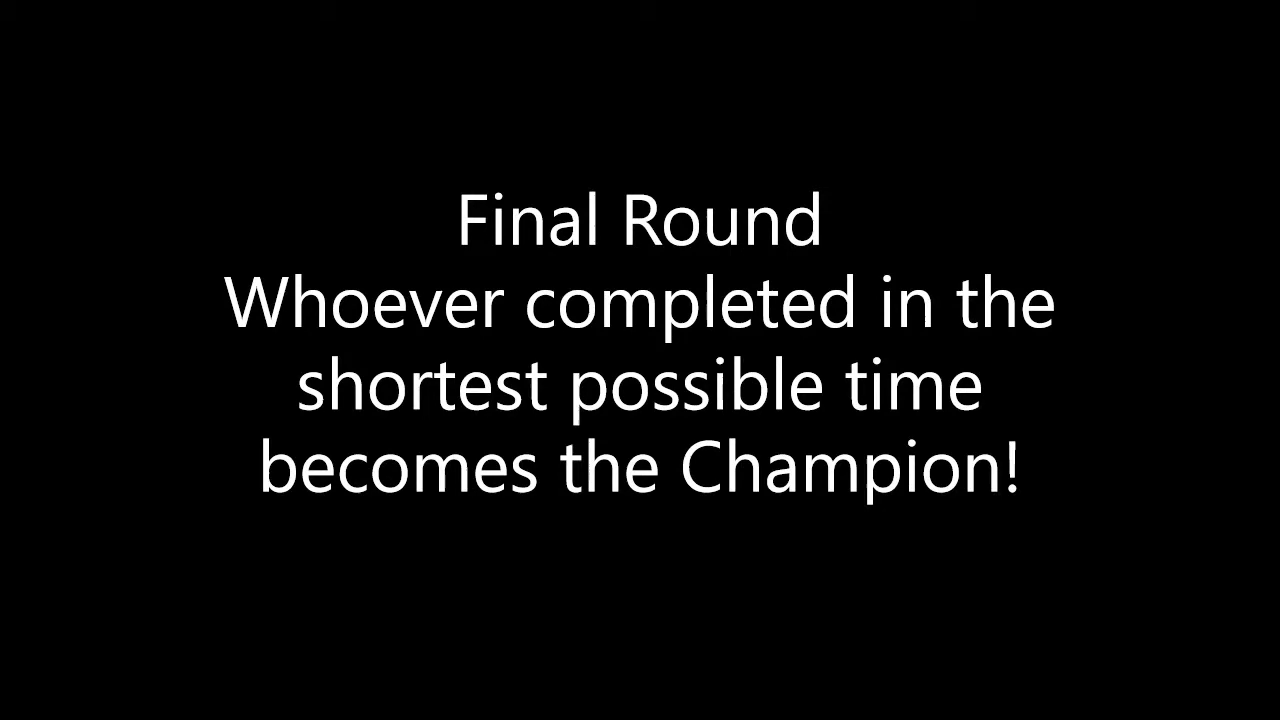 Final Round
Whoever completed in the
shortest possible time
becomes the Champion!